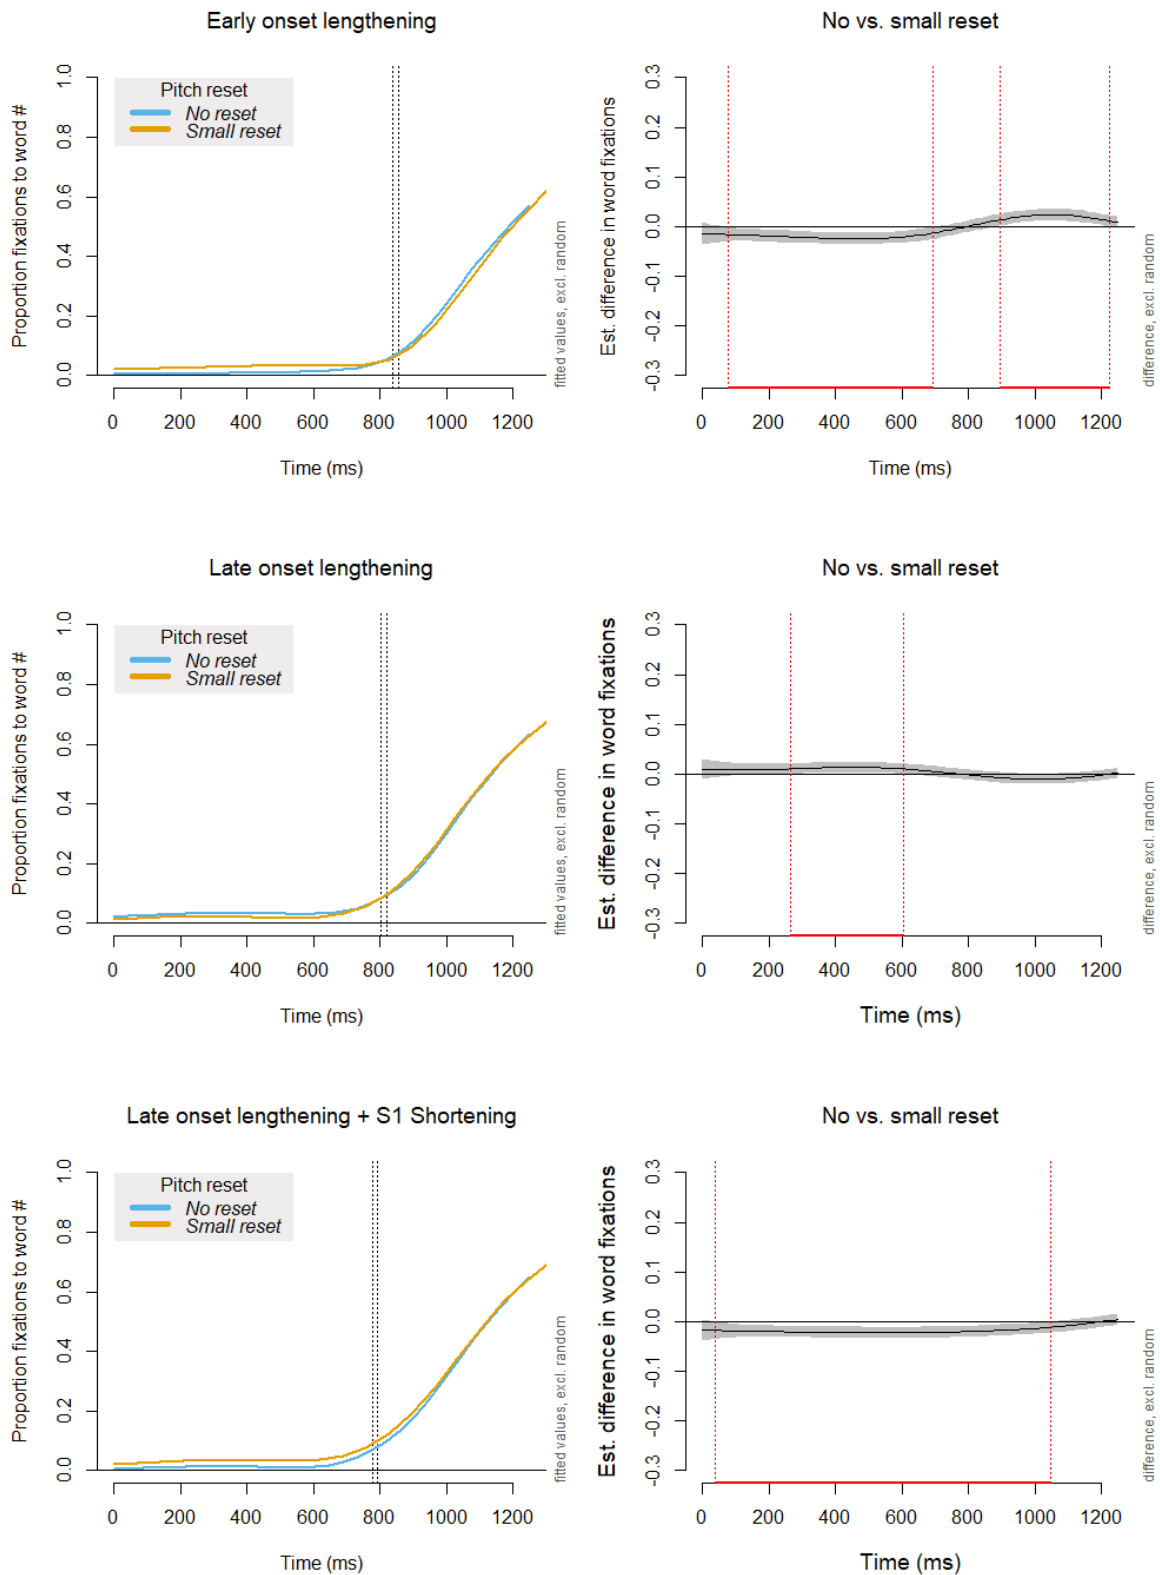 Early onset lengthening
No vs. small reset
Proportion fixations to word #
1.0
0.8
0.6
0.4
0.2
0.0
Pitch reset
No reset
Small reset
fitted values, excl. random
0 200 400 600 800 1000 1200
Time (ms)
Est. difference in word fixations
0.3
0.2
0.1
0.0
-0.1
-0.2
-0.3
difference, excl. random
0 200 400 600 800 1000 1200
Time (ms)
Late onset lengthening
No vs. small reset
Proportion fixations to word #
1.0
0.8
0.6
0.4
0.2
0.0
Pitch reset
No reset
Small reset
fitted values, excl. random
0 200 400 600 800 1000 1200
Time (ms)
Est. difference in word fixations
0.3
0.2
0.1
0.0
-0.1
-0.2
-0.3
difference, excl. random
0 200 400 600 800 1000 1200
Time (ms)
Late onset lengthening + S1 Shortening
No vs. small reset
Proportion fixations to word #
1.0
0.8
0.6
0.4
0.2
0.0
Pitch reset
No reset
Small reset
fitted values, excl. random
0 200 400 600 800 1000 1200
Time (ms)
Est. difference in word fixations
0.3
0.2
0.1
0.0
-0.1
-0.2
-0.3
difference, excl. random
0 200 400 600 800 1000 1200
Time (ms)